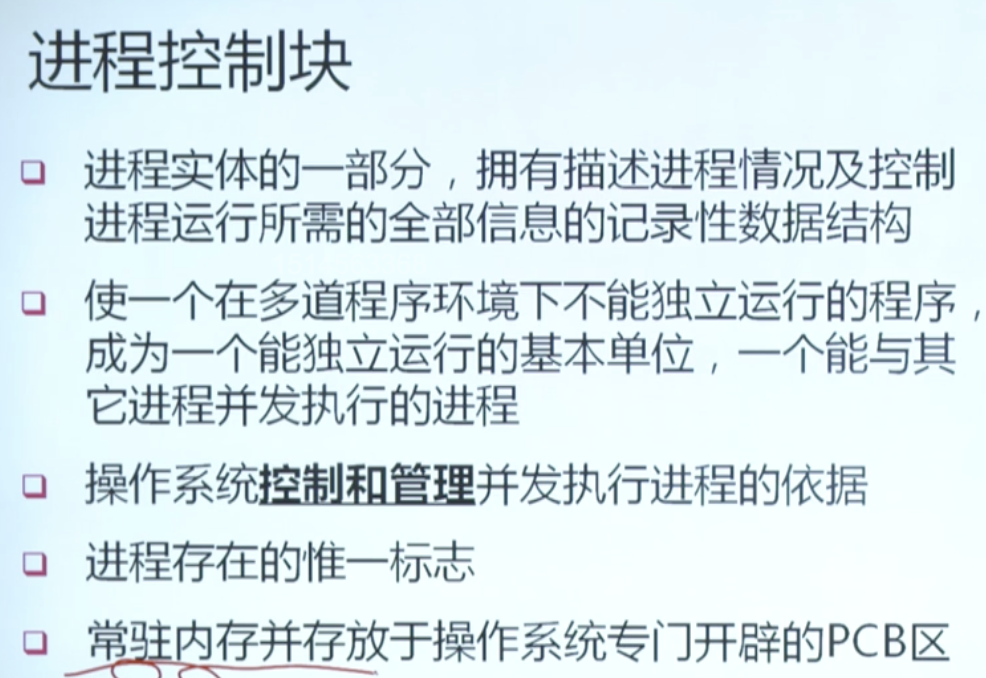 进程控制块
进程实体的一部分，拥有描述进程情况及控制
进程运行所需的全部信息的记录性数据结构
使一个在多道程序环境下不能独立运行的程序，
成为一个能独立运行的基本单位，一个能与其
它进程并发执行的进程
操作系统控制和管理并发执行进程的依据
进程存在的惟一标志
常驻内存并存放于操作系统专门开辟的PCB区